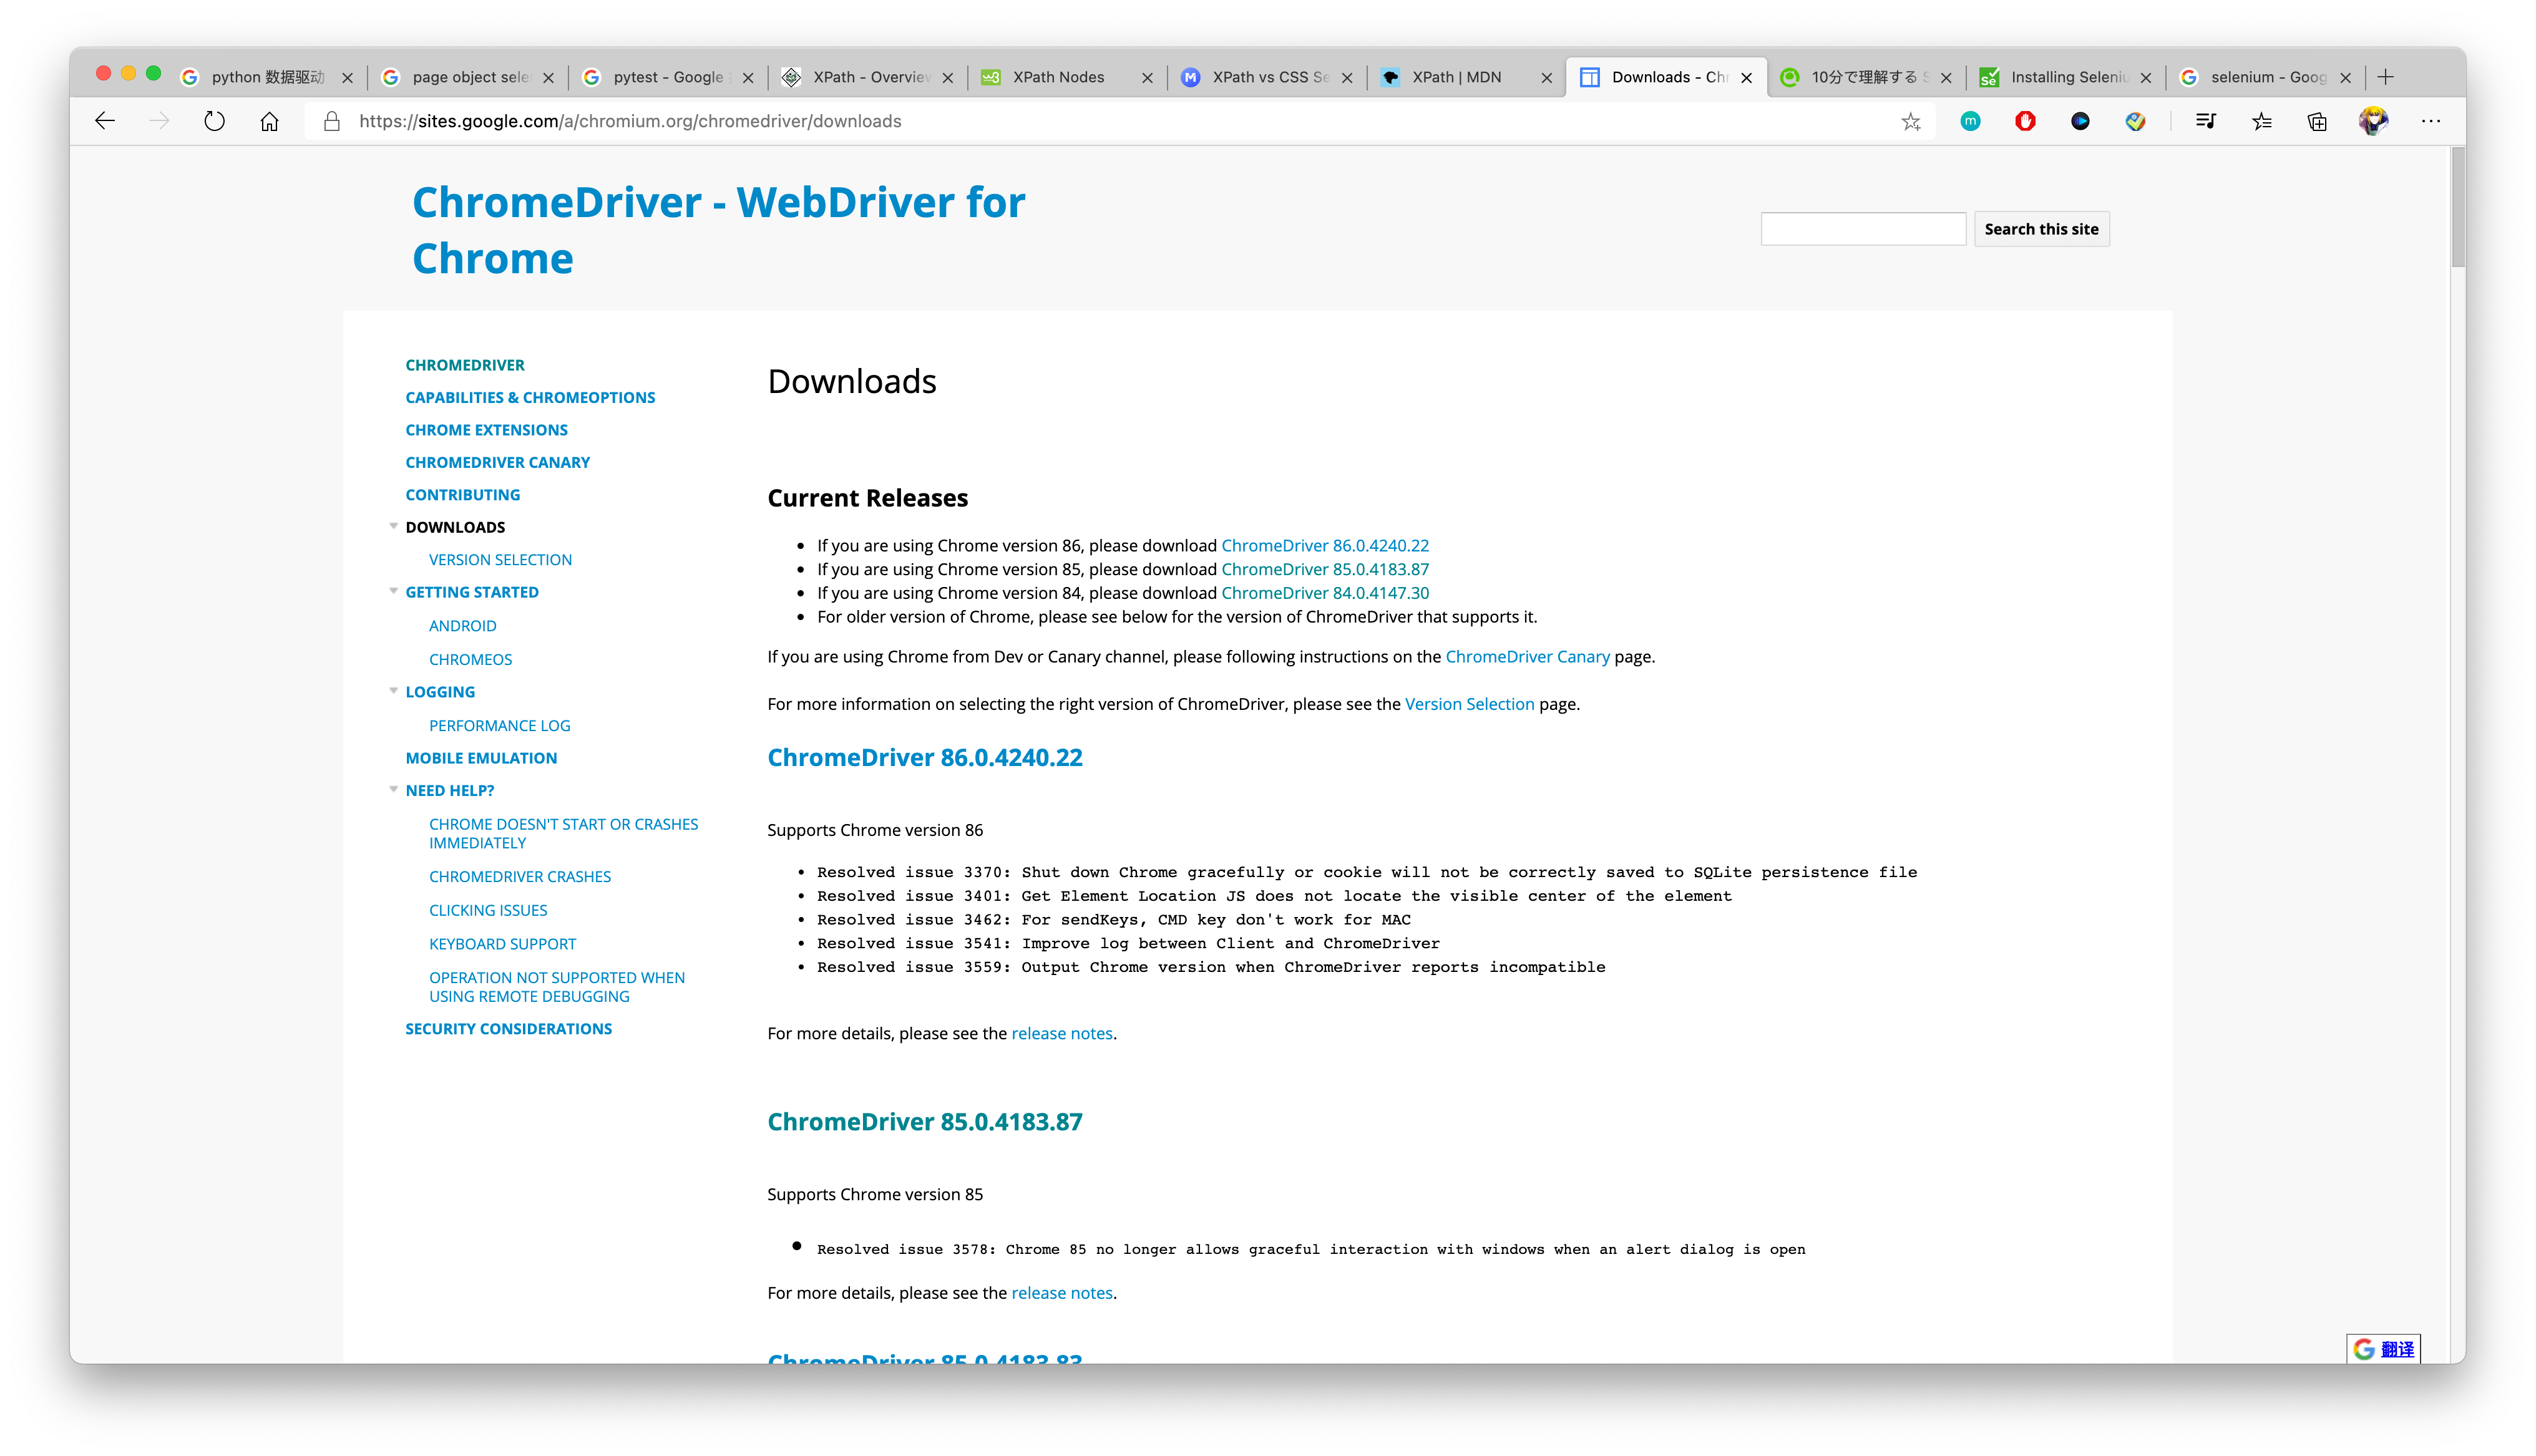 python 数据驱动
page object sele
pytest - Google
XPath - Overview
XPath Nodes
XPath vs CSS Se
XPath | MDN
Downloads - Chr
10分で理解する S
Installing Seleniu
selenium - Goog
https://sites.google.com/a/chromium.org/chromedriver/downloads
ChromeDriver - WebDriver for
Chrome
Search this site
CHROMEDRIVER
CAPABILITIES & CHROMEOPTIONS
CHROME EXTENSIONS
CHROMEDRIVER CANARY
CONTRIBUTING
DOWNLOADS
VERSION SELECTION
GETTING STARTED
ANDROID
CHROMEOS
LOGGING
PERFORMANCE LOG
MOBILE EMULATION
NEED HELP?
CHROME DOESN'T START OR CRASHES
IMMEDIATELY
CHROMEDRIVER CRASHES
CLICKING ISSUES
KEYBOARD SUPPORT
OPERATION NOT SUPPORTED WHEN
USING REMOTE DEBUGGING
SECURITY CONSIDERATIONS
Downloads
Current Releases
If you are using Chrome version 86, please download ChromeDriver 86.0.4240.22
If you are using Chrome version 85, please download ChromeDriver 85.0.4183.87
If you are using Chrome version 84, please download ChromeDriver 84.0.4147.30
For older version of Chrome, please see below for the version of ChromeDriver that supports it.
If you are using Chrome from Dev or Canary channel, please following instructions on the ChromeDriver Canary page.
For more information on selecting the right version of ChromeDriver, please see the Version Selection page.
ChromeDriver 86.0.4240.22
Supports Chrome version 86
Resolved issue 3370: Shut down Chrome gracefully or cookie will not be correctly saved to SQLite persistence file
Resolved issue 3401: Get Element Location JS does not locate the visible center of the element
Resolved issue 3462: For sendKeys, CMD key don't work for MAC
Resolved issue 3541: Improve log between Client and ChromeDriver
Resolved issue 3559: Output Chrome version when ChromeDriver reports incompatible
For more details, please see the release notes.
ChromeDriver 85.0.4183.87
Supports Chrome version 85
Resolved issue 3578: Chrome 85 no longer allows graceful interaction with windows when an alert dialog is open
For more details, please see the release notes.
ChromeDriver 85.0.4183.83
翻译